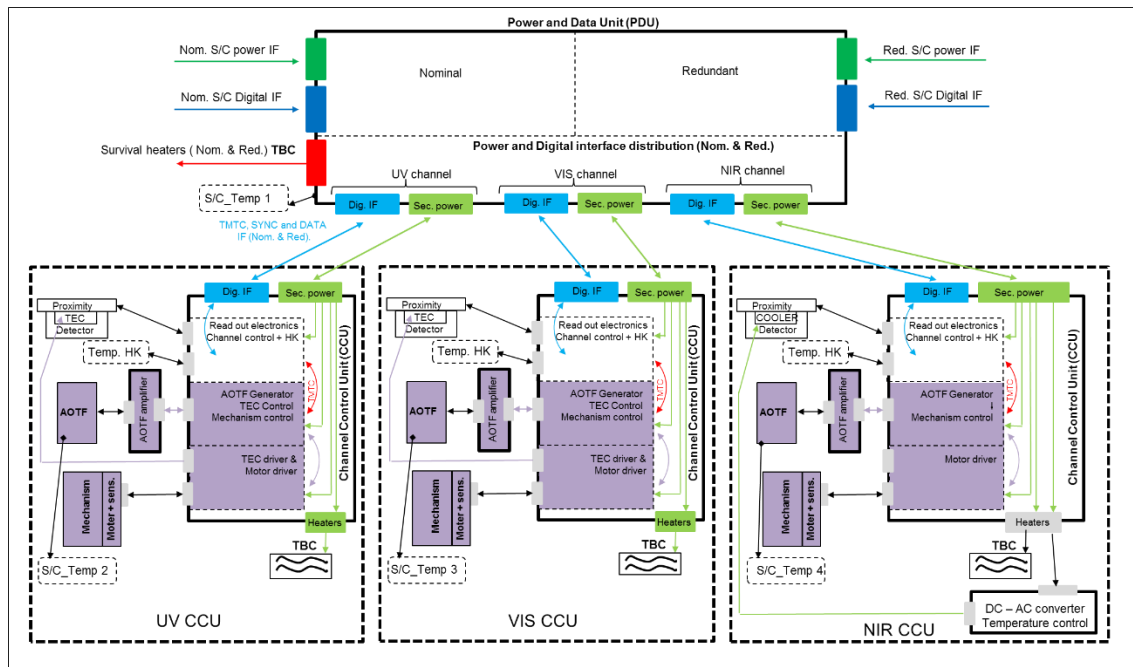 Power and Data Unit (PDU)
Nom. S/C power IF
Nominal
Redundant
Red. S/C power IF
Nom. S/C Digital IF
Red. S/C Digital IF
Survival heaters ( Nom. & Red.) TBC
Power and Digital interface distribution (Nom. & Red.)
S/C_Temp 1
UV channel
VIS channel
NIR channel
Dig. IF
Sec. power
Dig. IF
Sec. power
Dig. IF
Sec. power
TMTC, SYNC and DATA
IF (Nom. & Red).
Dig. IF
Sec. power
Proximity
TEC
Detector
Temp. HK
Read out electronics
Channel control + HK
TMTC
AOTF
AOTF amplifier
AOTF Generator
TEC Control
Mechanism control
TEC driver &
Motor driver
Channel Control Unit (CCU)
Mechanism
Moter + sens.
Heaters
TBC
S/C_Temp 2
UV CCU
Dig. IF
Sec. power
Proximity
TEC
Detector
Temp. HK
Read out electronics
Channel control + HK
TMTC
AOTF
AOTF amplifier
AOTF Generator
TEC Control
Mechanism control
TEC driver &
Motor driver
Channel Control Unit (CCU)
Mechanism
Moter + sens.
Heaters
TBC
S/C_Temp 3
VIS CCU
Dig. IF
Sec. power
Proximity
COOLER
Detector
Temp. HK
Read out electronics
Channel control + HK
TMTC
AOTF
AOTF amplifier
AOTF Generator
Mechanism control
Motor driver
Channel Control Unit (CCU)
Mechanism
Moter + sens.
Heaters
TBC
S/C_Temp 4
DC – AC converter
Temperature control
NIR CCU